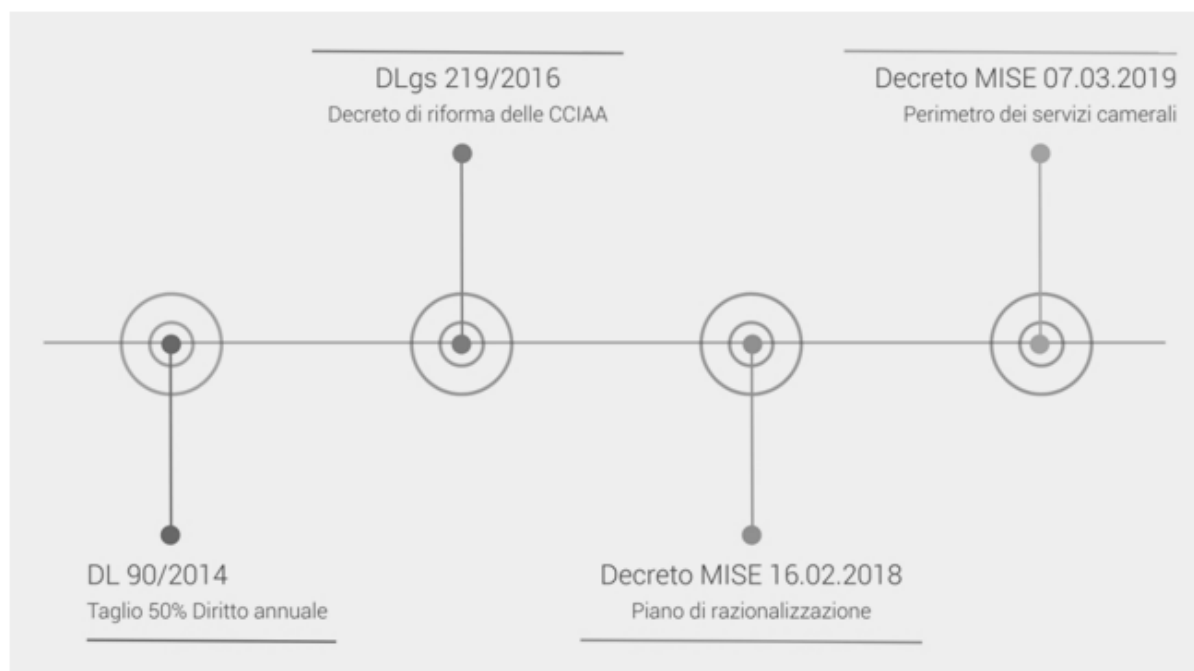 DLgs 219/2016
Decreto di riforma delle CCIAA
Decreto MISE 07.03.2019
Perimetro dei servizi camerali
DL 90/2014
Taglio 50% Diritto annuale
Decreto MISE 16.02.2018
Piano di razionalizzazione